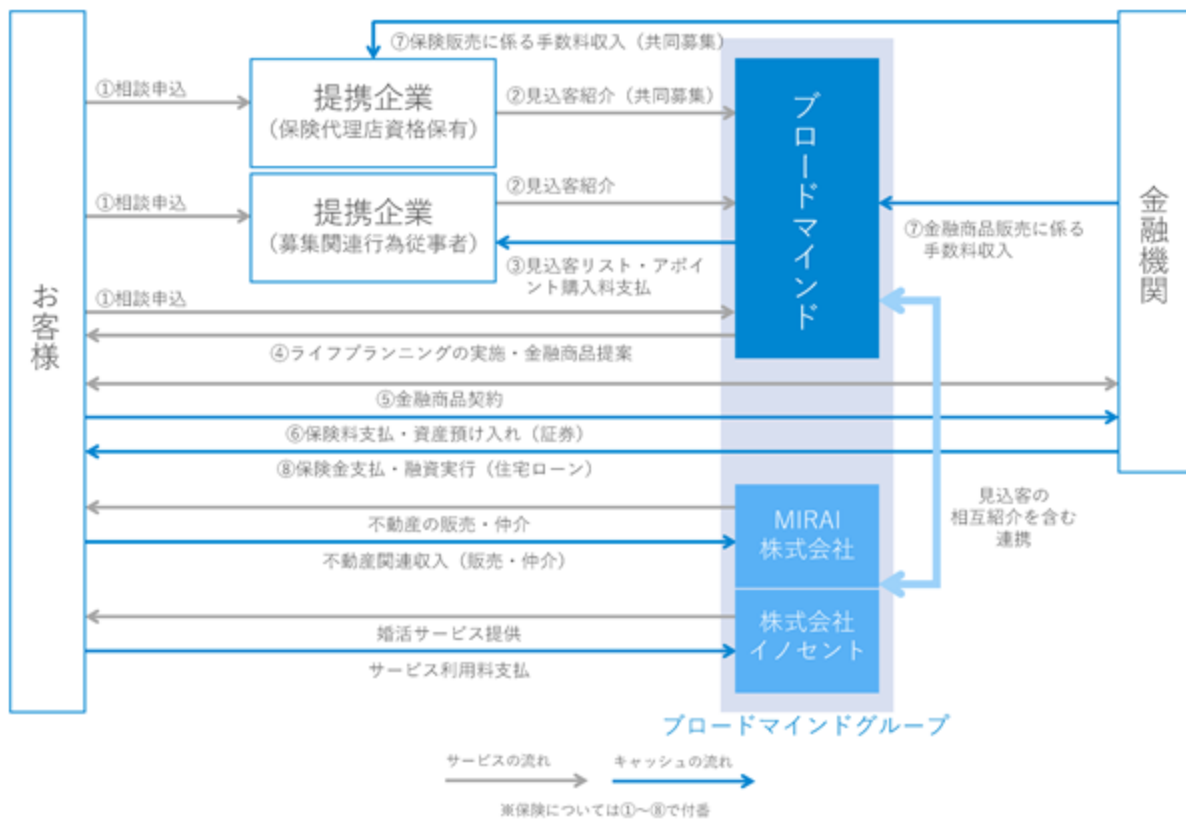 ⑦保険販売に係る手数料収入（共同募集）
①相談申込
提携企業
（保険代理店資格保有）
②見込客紹介（共同募集）
ブロードマインド
金融機関
①相談申込
提携企業
（募集関連行為従事者）
②見込客紹介
③見込客リスト・アポイ
ント購入料支払
⑦金融商品販売に係る
手数料収入
お客様
①相談申込
④ライフプランニングの実施・金融商品提案
⑤金融商品契約
⑥保険料支払・資産預け入れ（証券）
⑧保険金支払・融資実行（住宅ローン）
見込客の
相互紹介を含む
連携
不動産の販売・仲介
不動産関連収入（販売・仲介）
MIRAI
株式会社
婚活サービス提供
サービス利用料支払
株式会社
イノセント
ブロードマインドグループ
サービスの流れ
キャッシュの流れ
※保険については①～⑧で付番